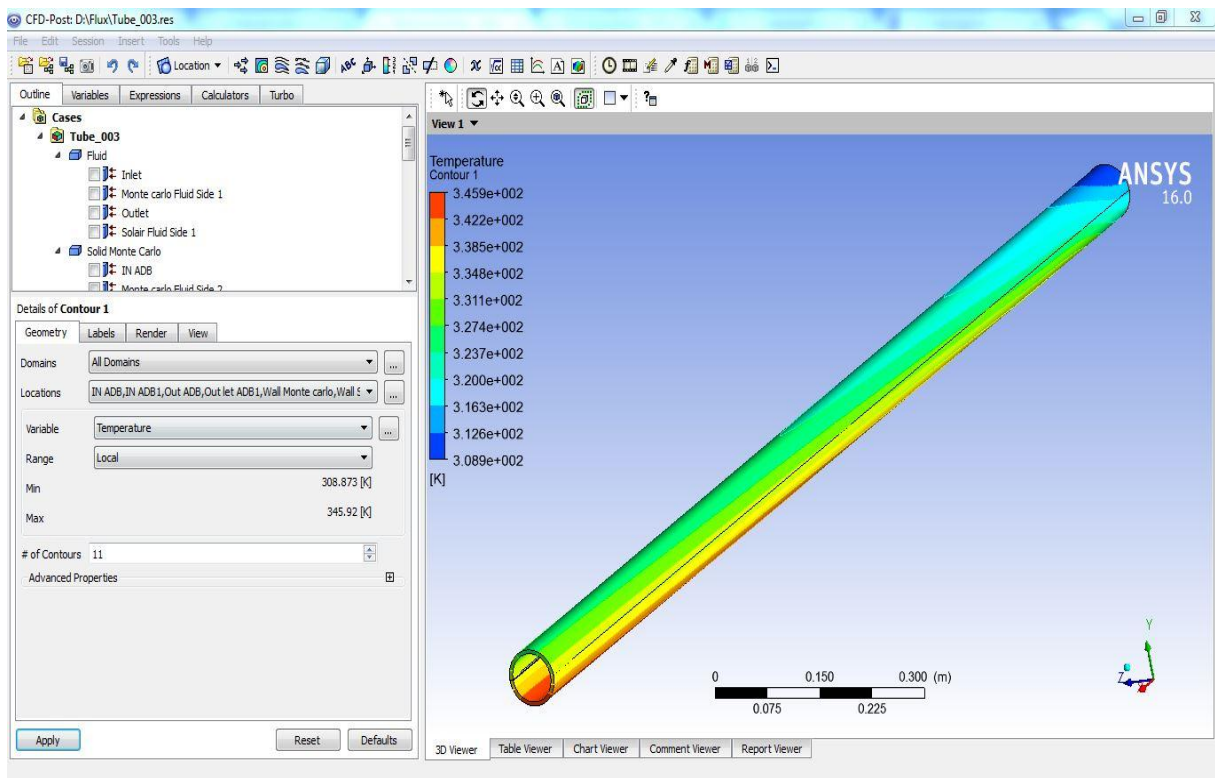 CFD-Post: D:\Flux\Tube_003.res
File Edit Session Insert Tools Help
Location
Outline Variables Expressions Calculators Turbo
Cases
Tube_003
Fluid
Inlet
Monte carlo Fluid Side 1
Outlet
Solair Fluid Side 1
Solid Monte Carlo
IN ADB
Monte carlo Fluid Side 2
Details of Contour 1
Geometry Labels Render View
Domains All Domains ...
Locations IN ADB,IN ADB1,Out ADB,Out let ADB1,Wall Monte carlo,Wall ...
Variable Temperature ...
Range Local
Min 308.873 [K]
Max 345.92 [K]
# of Contours 11
Advanced Properties
Apply Reset Defaults
View 1
Temperature
Contour 1
3.459e+002
3.422e+002
3.385e+002
3.348e+002
3.311e+002
3.274e+002
3.237e+002
3.200e+002
3.163e+002
3.126e+002
3.089e+002
[K]
ANSYS
16.0
Y
Z
0 0.150 0.300 (m)
0.075 0.225
3D Viewer Table Viewer Chart Viewer Comment Viewer Report Viewer